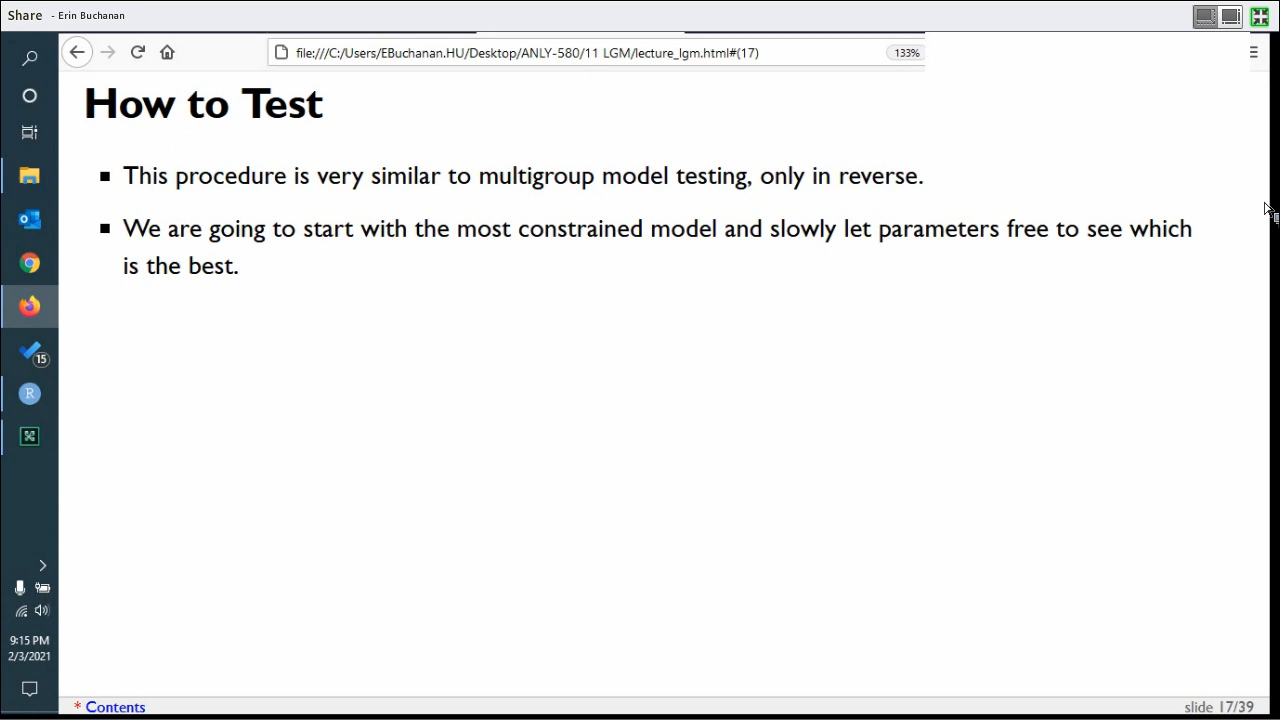 Share - Erin Buchanan
file:///C:/Users/EBuchanan.HU/Desktop/ANLY-580/11 LGM/lecture_lgm.html#(17)
133%
How to Test
This procedure is very similar to multigroup model testing, only in reverse.
We are going to start with the most constrained model and slowly let parameters free to see which
is the best.
15
R
9:15 PM
2/3/2021
* Contents
slide 17/39